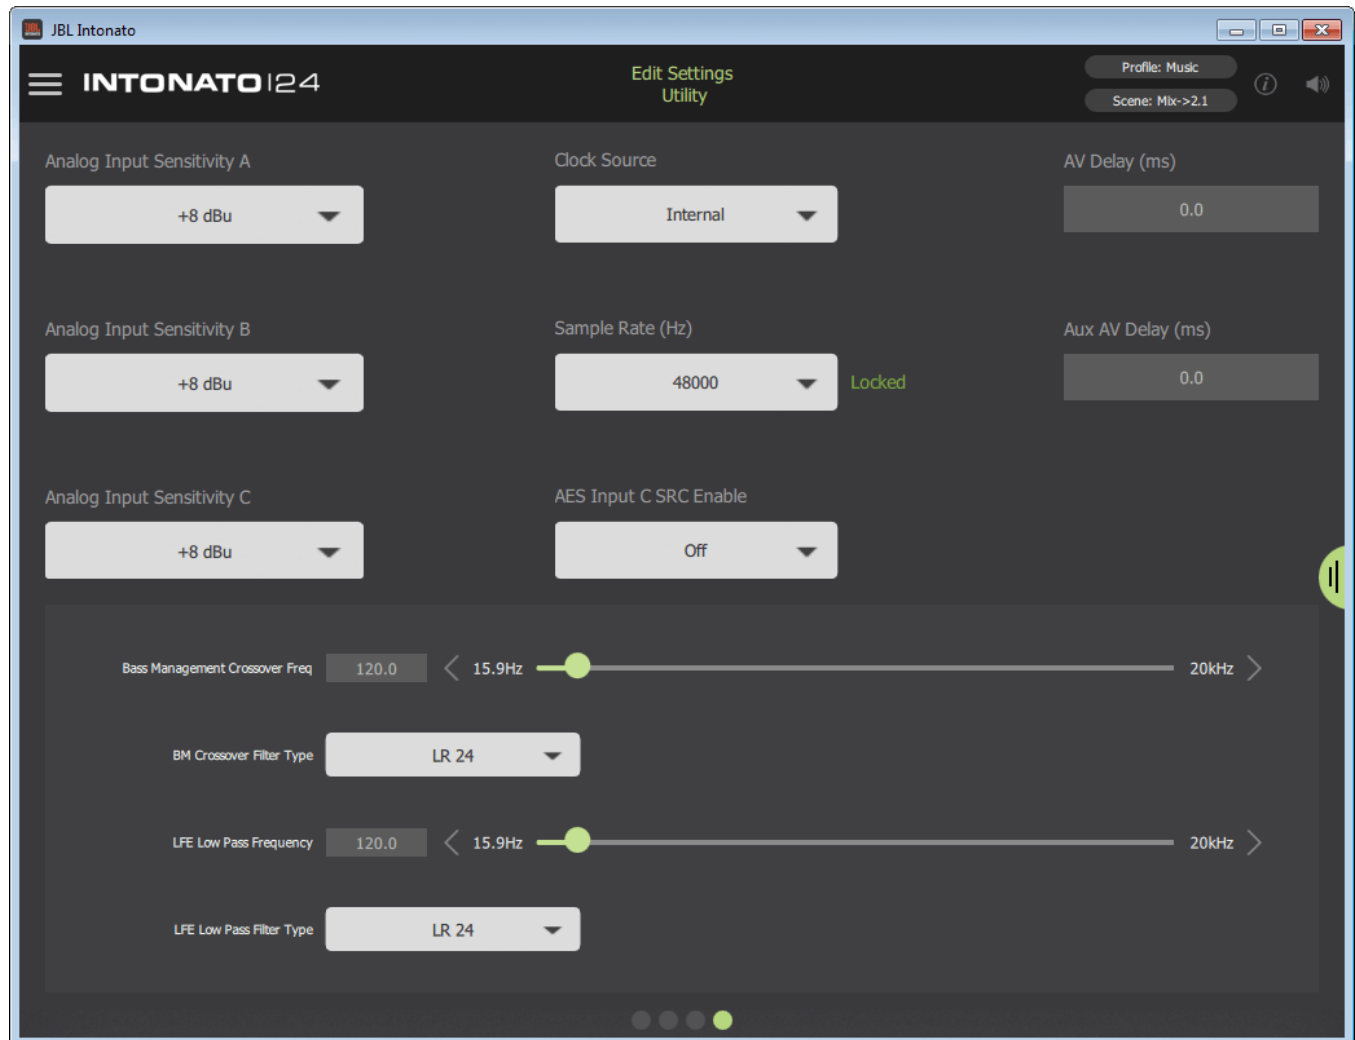 JBL Intonato
INTONATO|24
Edit Settings
Utility
Profile: Music
Scene: Mix->2.1
Analog Input Sensitivity A
Clock Source
AV Delay (ms)
+8 dBu
Internal
0.0
Analog Input Sensitivity B
Sample Rate (Hz)
Aux AV Delay (ms)
+8 dBu
48000
Locked
0.0
Analog Input Sensitivity C
AES Input C SRC Enable
+8 dBu
Off
Bass Management Crossover Freq
120.0
15.9Hz
20kHz
BM Crossover Filter Type
LR 24
LFE Low Pass Frequency
120.0
15.9Hz
20kHz
LFE Low Pass Filter Type
LR 24